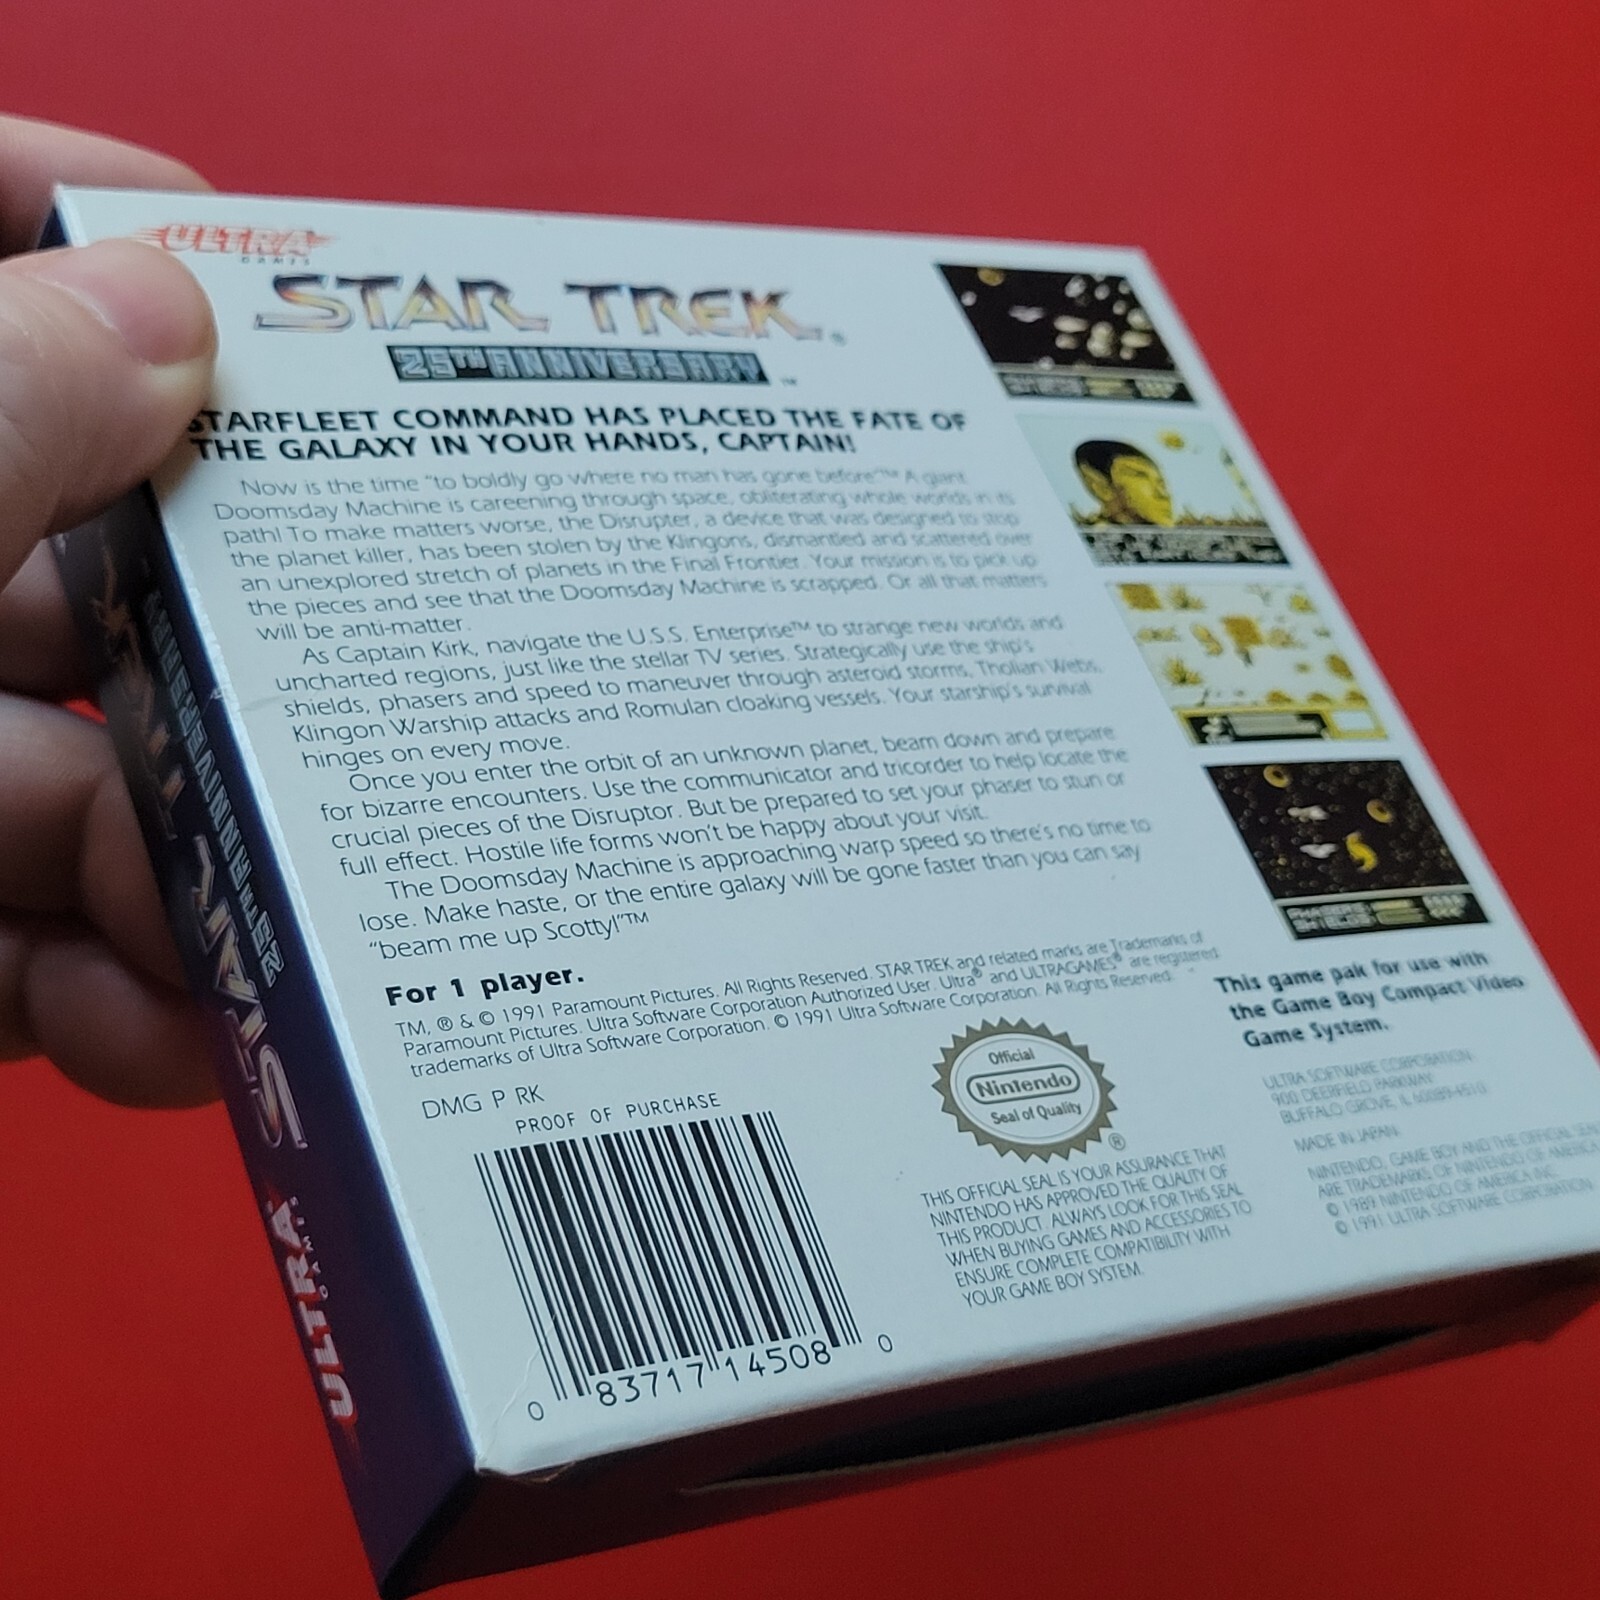 ULTRA
GAMES
STAR TREK®
25TH ANNIVERSARY™
STARFLEET COMMAND HAS PLACED THE FATE OF
THE GALAXY IN YOUR HANDS, CAPTAIN!
Now is the time "to boldly go where no man has gone before"™ A giant
Doomsday Machine is careening through space, obliterating whole worlds in its
path! To make matters worse, the Disrupter, a device that was designed to stop
the planet killer, has been stolen by the Klingons, dismantled and scattered over
an unexplored stretch of planets in the Final Frontier. Your mission is to pick up
the pieces and see that the Doomsday Machine is scrapped. Or all that matters
will be anti-matter.
As Captain Kirk, navigate the U.S.S. Enterprise™ to strange new worlds and
uncharted regions, just like the stellar TV series. Strategically use the ship's
shields, phasers and speed to maneuver through asteroid storms, Tholian Webs,
Klingon Warship attacks and Romulan cloaking vessels. Your starship's survival
hinges on every move.
Once you enter the orbit of an unknown planet, beam down and prepare
for bizarre encounters. Use the communicator and tricorder to help locate the
crucial pieces of the Disruptor. But be prepared to set your phaser to stun or
full effect. Hostile life forms won't be happy about your visit.
The Doomsday Machine is approaching warp speed so there's no time to
lose. Make haste, or the entire galaxy will be gone faster than you can say
"beam me up Scotty!"™
For 1 player.
TM, ® & © 1991 Paramount Pictures. All Rights Reserved. STAR TREK and related marks are Trademarks of
Paramount Pictures. Ultra Software Corporation Authorized User. Ultra® and ULTRAGAMES® are registered
trademarks of Ultra Software Corporation. © 1991 Ultra Software Corporation. All Rights Reserved.
DMG P RK
PROOF OF PURCHASE
0 83717 14508 0
Official
Nintendo
Seal of Quality
®
THIS OFFICIAL SEAL IS YOUR ASSURANCE THAT
NINTENDO HAS APPROVED THE QUALITY OF
THIS PRODUCT. ALWAYS LOOK FOR THIS SEAL
WHEN BUYING GAMES AND ACCESSORIES TO
ENSURE COMPLETE COMPATIBILITY WITH
YOUR GAME BOY SYSTEM.
This game pak for use with
the Game Boy Compact Video
Game System.
ULTRA SOFTWARE CORPORATION
900 DEERFIELD PARKWAY
BUFFALO GROVE, IL 60089-4510
MADE IN JAPAN
NINTENDO, GAME BOY AND THE OFFICIAL SEAL
ARE TRADEMARKS OF NINTENDO OF AMERICA
© 1989 NINTENDO OF AMERICA INC.
© 1991 ULTRA SOFTWARE CORPORATION
ULTRA
GAMES
STAR TREK
25TH ANNIVERSARY